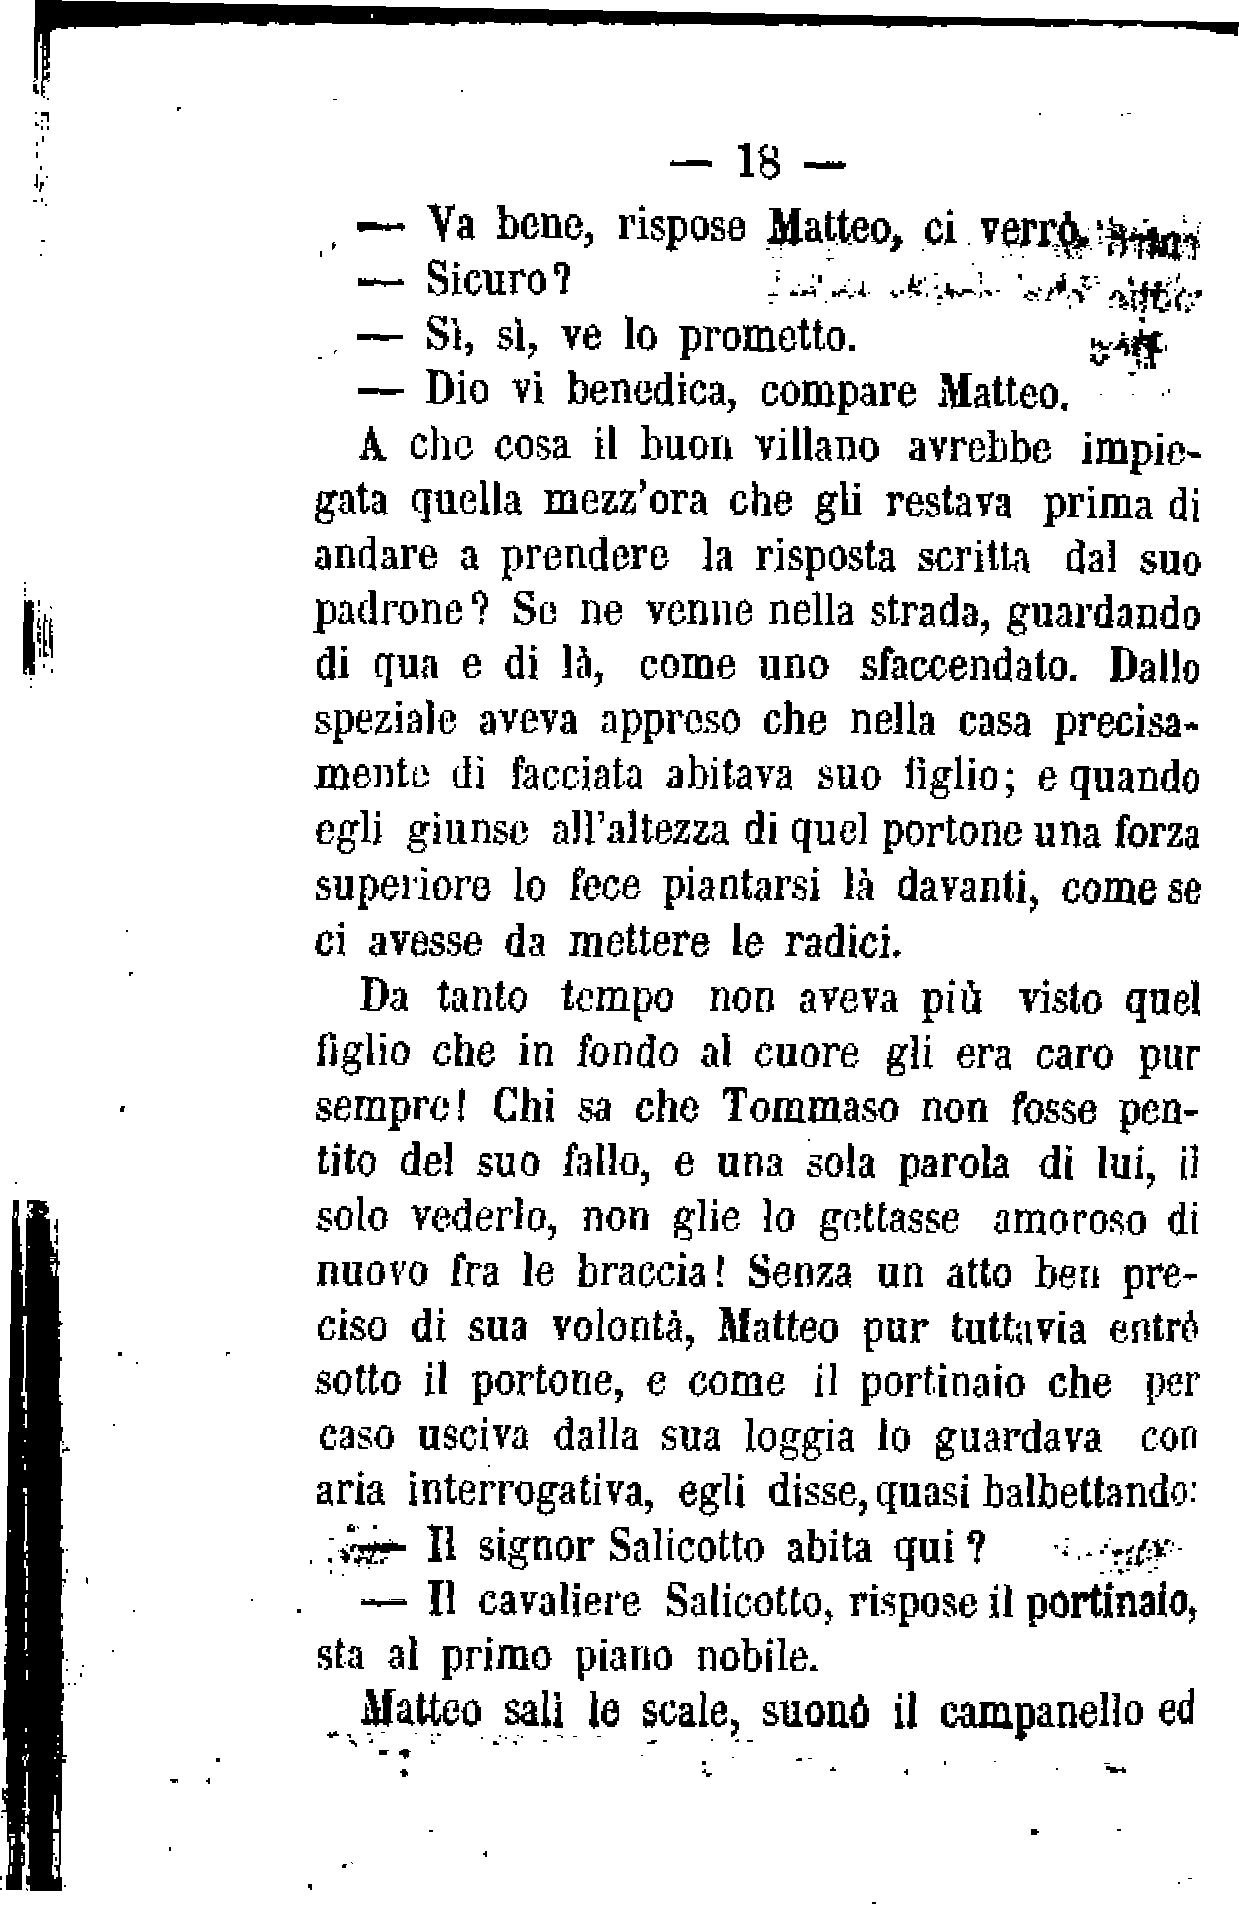 — 18 —
— Va bene, rispose Matteo, ci verrò.
— Sicuro?
— Sì, sì, ve lo prometto.
— Dio vi benedica, compare Matteo.
A che cosa il buon villano avrebbe impie-
gata quella mezz'ora che gli restava prima di
andare a prendere la risposta scritta dal suo
padrone? Se ne venne nella strada, guardando
di qua e di là, come uno sfaccendato. Dallo
speziale aveva appreso che nella casa precisa-
mente di facciata abitava suo figlio; e quando
egli giunse all'altezza di quel portone una forza
superiore lo fece piantarsi là davanti, come se
ci avesse da mettere le radici.
Da tanto tempo non aveva più visto quel
figlio che in fondo al cuore gli era caro pur
sempre! Chi sa che Tommaso non fosse pen-
tito del suo fallo, e una sola parola di lui, il
solo vederlo, non glie lo gettasse amoroso di
nuovo fra le braccia! Senza un atto ben pre-
ciso di sua volontà, Matteo pur tuttavia entrò
sotto il portone, e come il portinaio che per
caso usciva dalla sua loggia lo guardava con
aria interrogativa, egli disse, quasi balbettando:
— Il signor Salicotto abita qui?
— Il cavaliere Salicotto, rispose il portinaio,
sta al primo piano nobile.
Matteo salì le scale, suonò il campanello ed